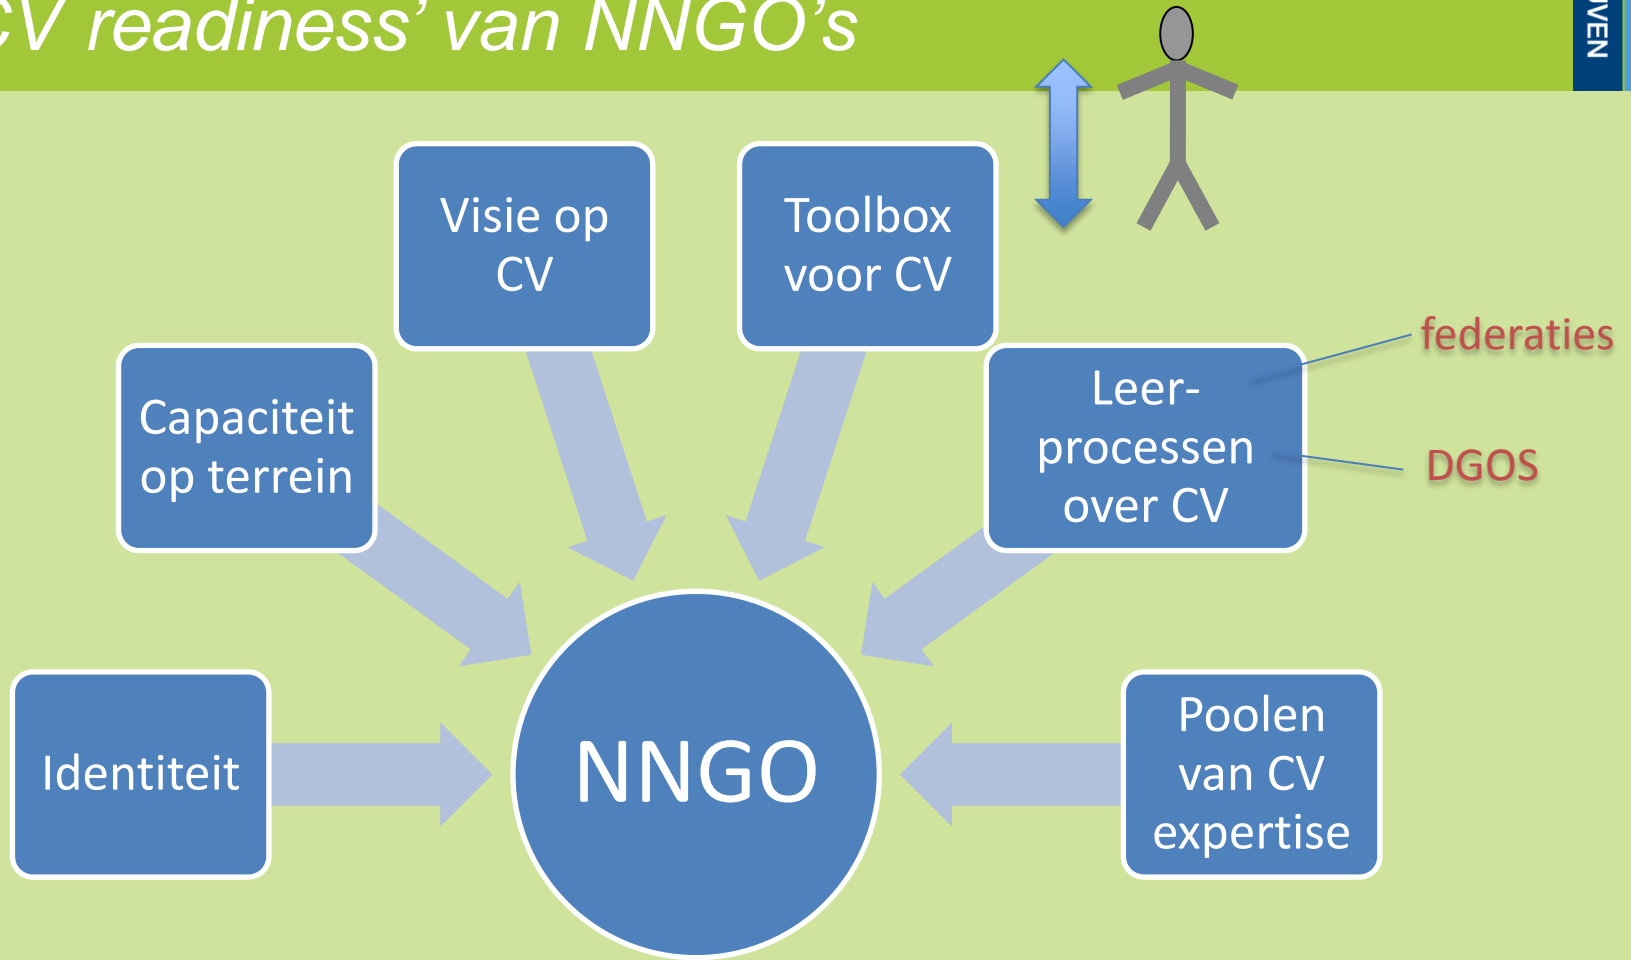 CV readiness’ van NNGO’s
Visie op
CV
Toolbox
voor CV
Capaciteit
op terrein
Leer-
processen
over CV
federaties
DGOS
Identiteit
NNGO
Poolen
van CV
expertise